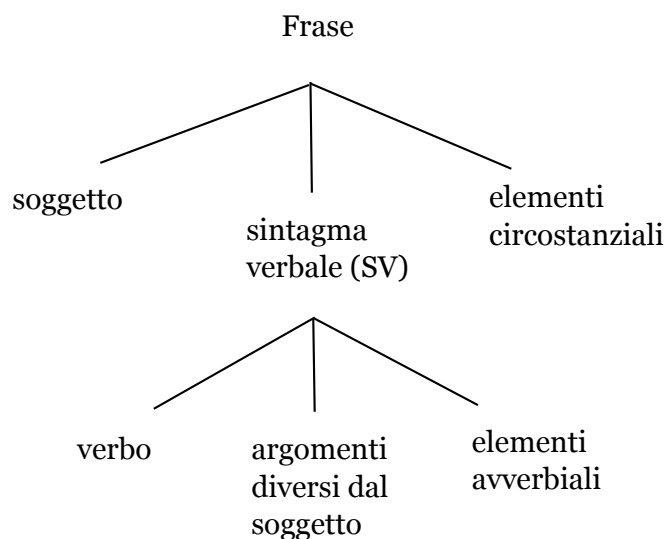 Frase
soggetto
sintagma
verbale (SV)
elementi
circostanziali
verbo
argomenti
diversi dal
soggetto
elementi
avverbiali